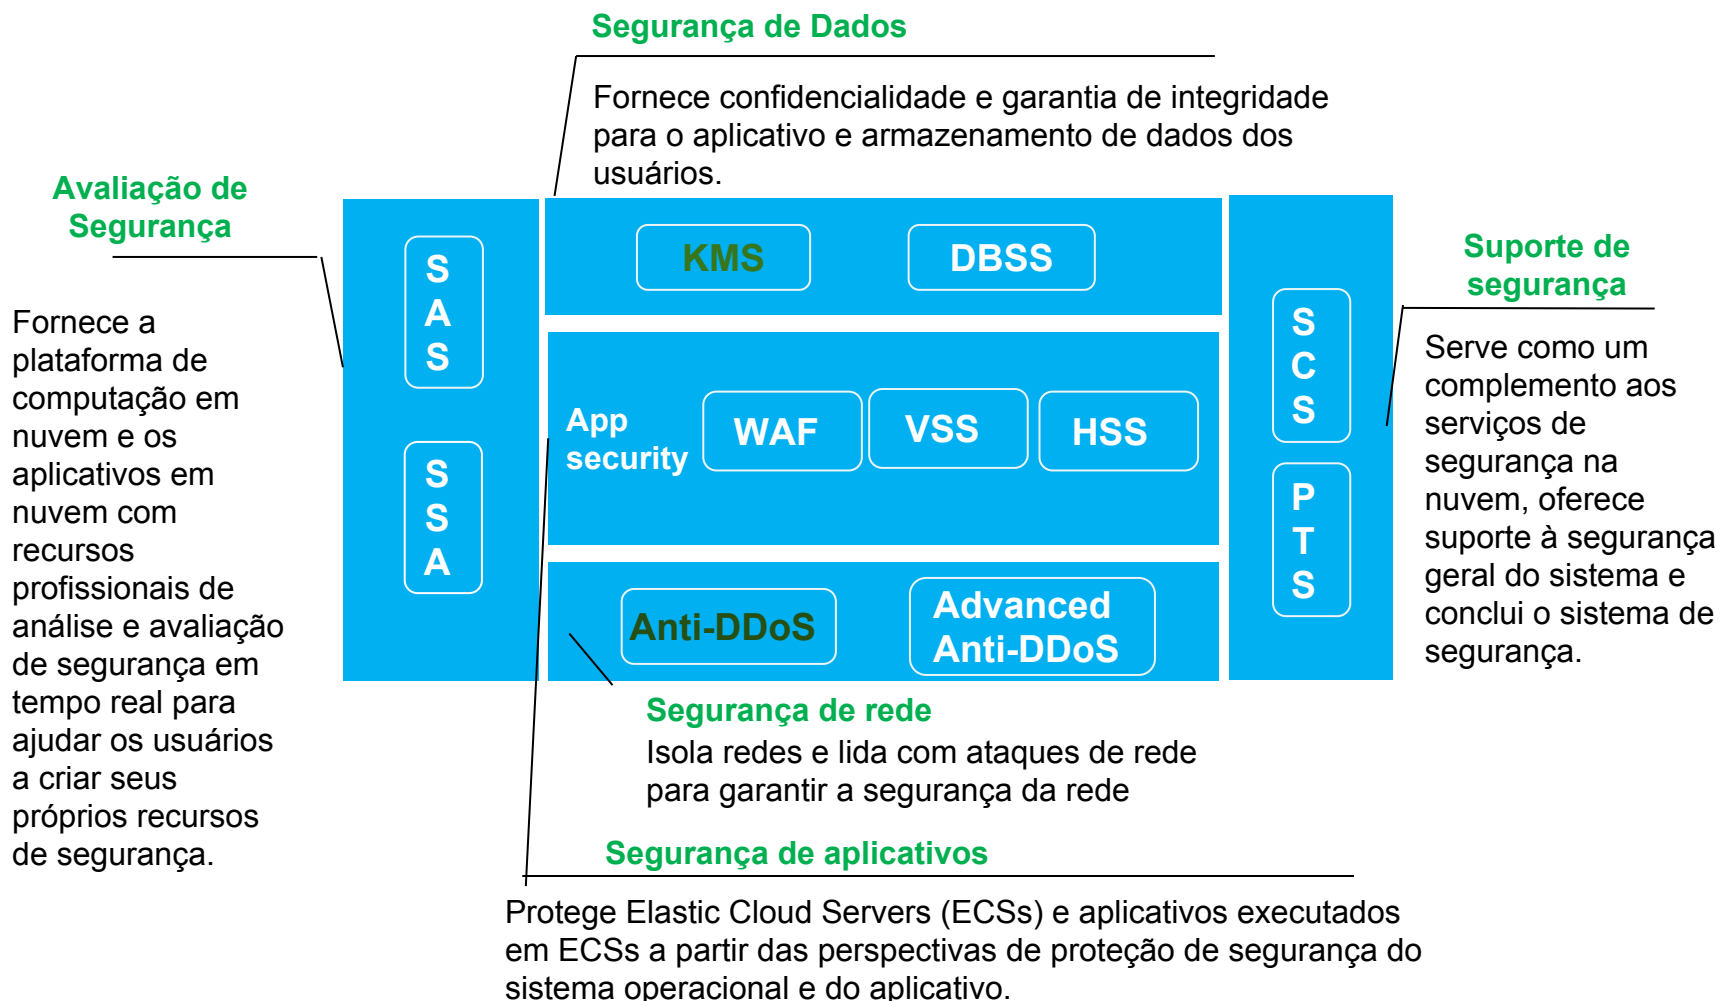 Segurança de Dados
Fornece confidencialidade e garantia de integridade
para o aplicativo e armazenamento de dados dos
usuários.
Avaliação de
Segurança
Fornece a
plataforma de
computação em
nuvem e os
aplicativos em
nuvem com
recursos
profissionais de
análise e avaliação
de segurança em
tempo real para
ajudar os usuários
a criar seus
próprios recursos
de segurança.
S
A
S
S
S
A
KMS
DBSS
App
security
WAF
VSS
HSS
Anti-DDoS
Advanced
Anti-DDoS
S
C
S
P
T
S
Suporte de
segurança
Serve como um
complemento aos
serviços de
segurança na
nuvem, oferece
suporte à segurança
geral do sistema e
conclui o sistema de
segurança.
Segurança de rede
Isola redes e lida com ataques de rede
para garantir a segurança da rede
Segurança de aplicativos
Protege Elastic Cloud Servers (ECSs) e aplicativos executados
em ECSs a partir das perspectivas de proteção de segurança do
sistema operacional e do aplicativo.